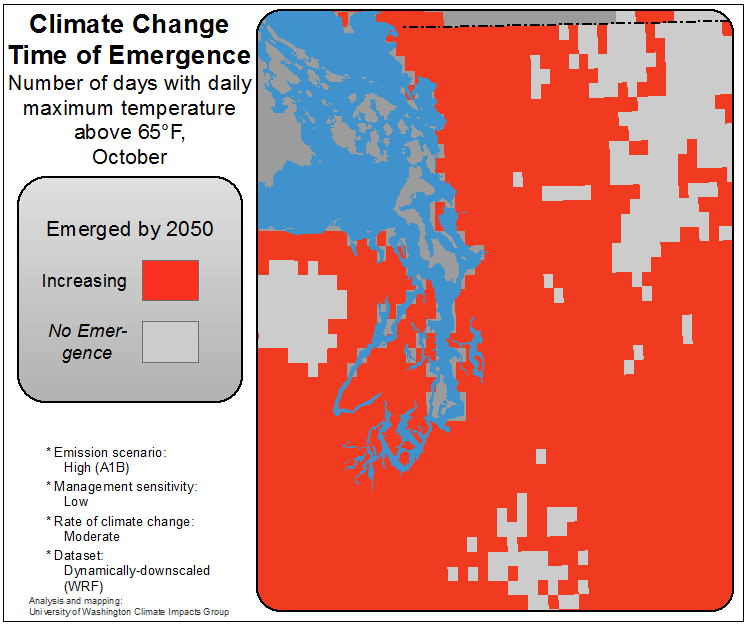 Climate Change
Time of Emergence
Number of days with daily
maximum temperature
above 65°F,
October
Emerged by 2050
Increasing
No Emer-
gence
* Emission scenario:
High (A1B)
* Management sensitivity:
Low
* Rate of climate change:
Moderate
* Dataset:
Dynamically-downscaled
(WRF)
Analysis and mapping:
University of Washington Climate Impacts Group